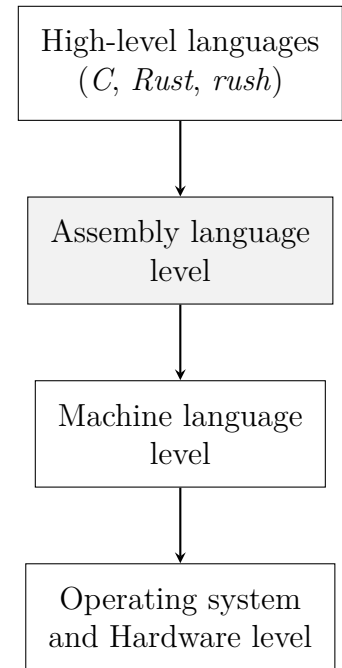 High-level languages
(C, Rust, rush)
Assembly language
level
Machine language
level
Operating system
and Hardware level